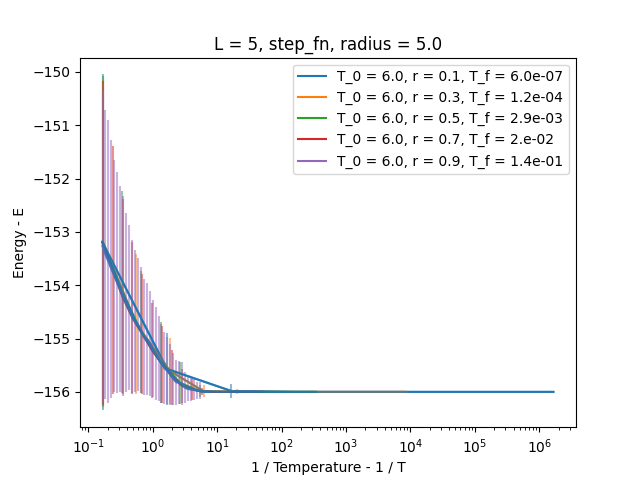 L = 5, step_fn, radius = 5.0
T_0 = 6.0, r = 0.1, T_f = 6.0e-07
T_0 = 6.0, r = 0.3, T_f = 1.2e-04
T_0 = 6.0, r = 0.5, T_f = 2.9e-03
T_0 = 6.0, r = 0.7, T_f = 2.e-02
T_0 = 6.0, r = 0.9, T_f = 1.4e-01
Energy - E
−150
−151
−152
−153
−154
−155
−156
10⁻¹ 10⁰ 10¹ 10² 10³ 10⁴ 10⁵ 10⁶
1 / Temperature - 1 / T